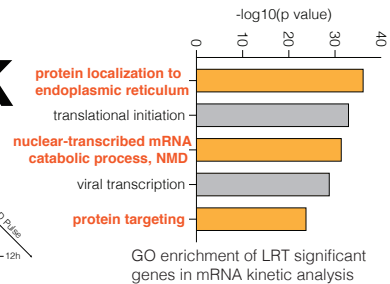 -log10(p value)
0 10 20 30 40
protein localization to
endoplasmic reticulum
translational initiation
nuclear-transcribed mRNA
catabolic process, NMD
viral transcription
protein targeting
Pulse
12h
GO enrichment of LRT significant
genes in mRNA kinetic analysis